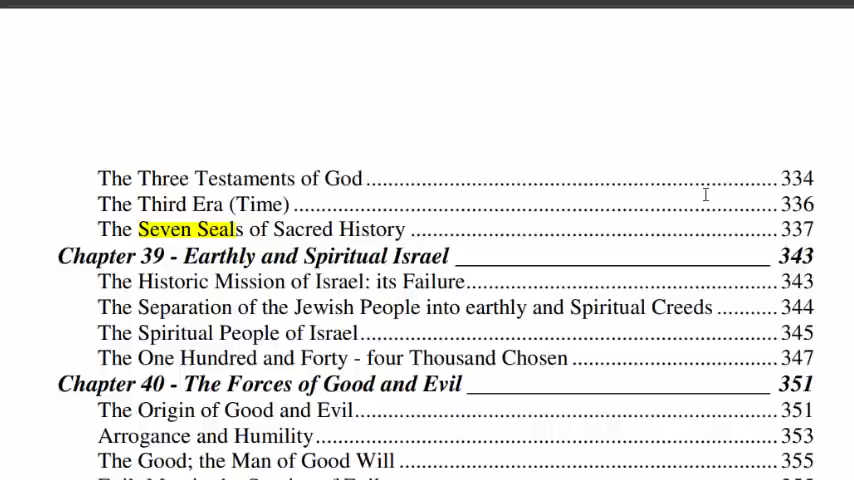 The Three Testaments of God........................................................................334
The Third Era (Time)....................................................................................336
The Seven Seals of Sacred History ...............................................................337
Chapter 39 - Earthly and Spiritual Israel ____________________________ 343
The Historic Mission of Israel: its Failure.....................................................343
The Separation of the Jewish People into earthly and Spiritual Creeds ..........344
The Spiritual People of Israel........................................................................345
The One Hundred and Forty - four Thousand Chosen ....................................347
Chapter 40 - The Forces of Good and Evil ___________________________ 351
The Origin of Good and Evil.........................................................................351
Arrogance and Humility................................................................................353
The Good; the Man of Good Will ..................................................................355